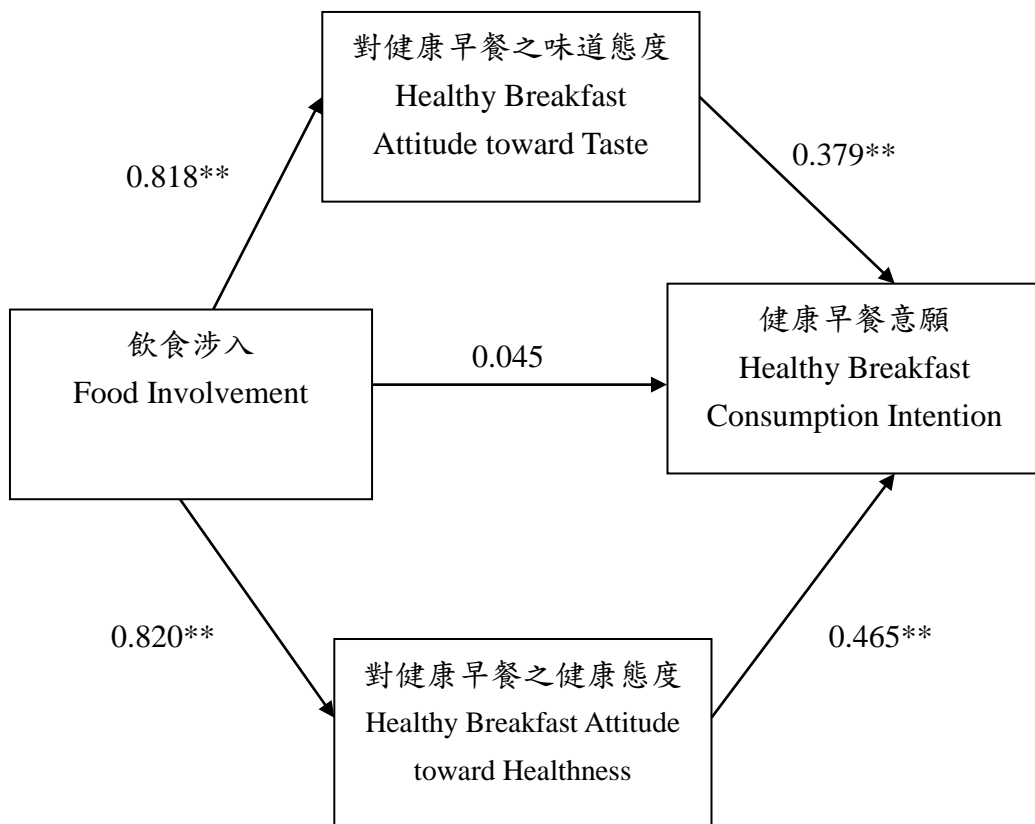 對健康早餐之味道態度
Healthy Breakfast
Attitude toward Taste
0.818**
0.379**
飲食涉入
Food Involvement
0.045
健康早餐意願
Healthy Breakfast
Consumption Intention
0.820**
0.465**
對健康早餐之健康態度
Healthy Breakfast Attitude
toward Healthness